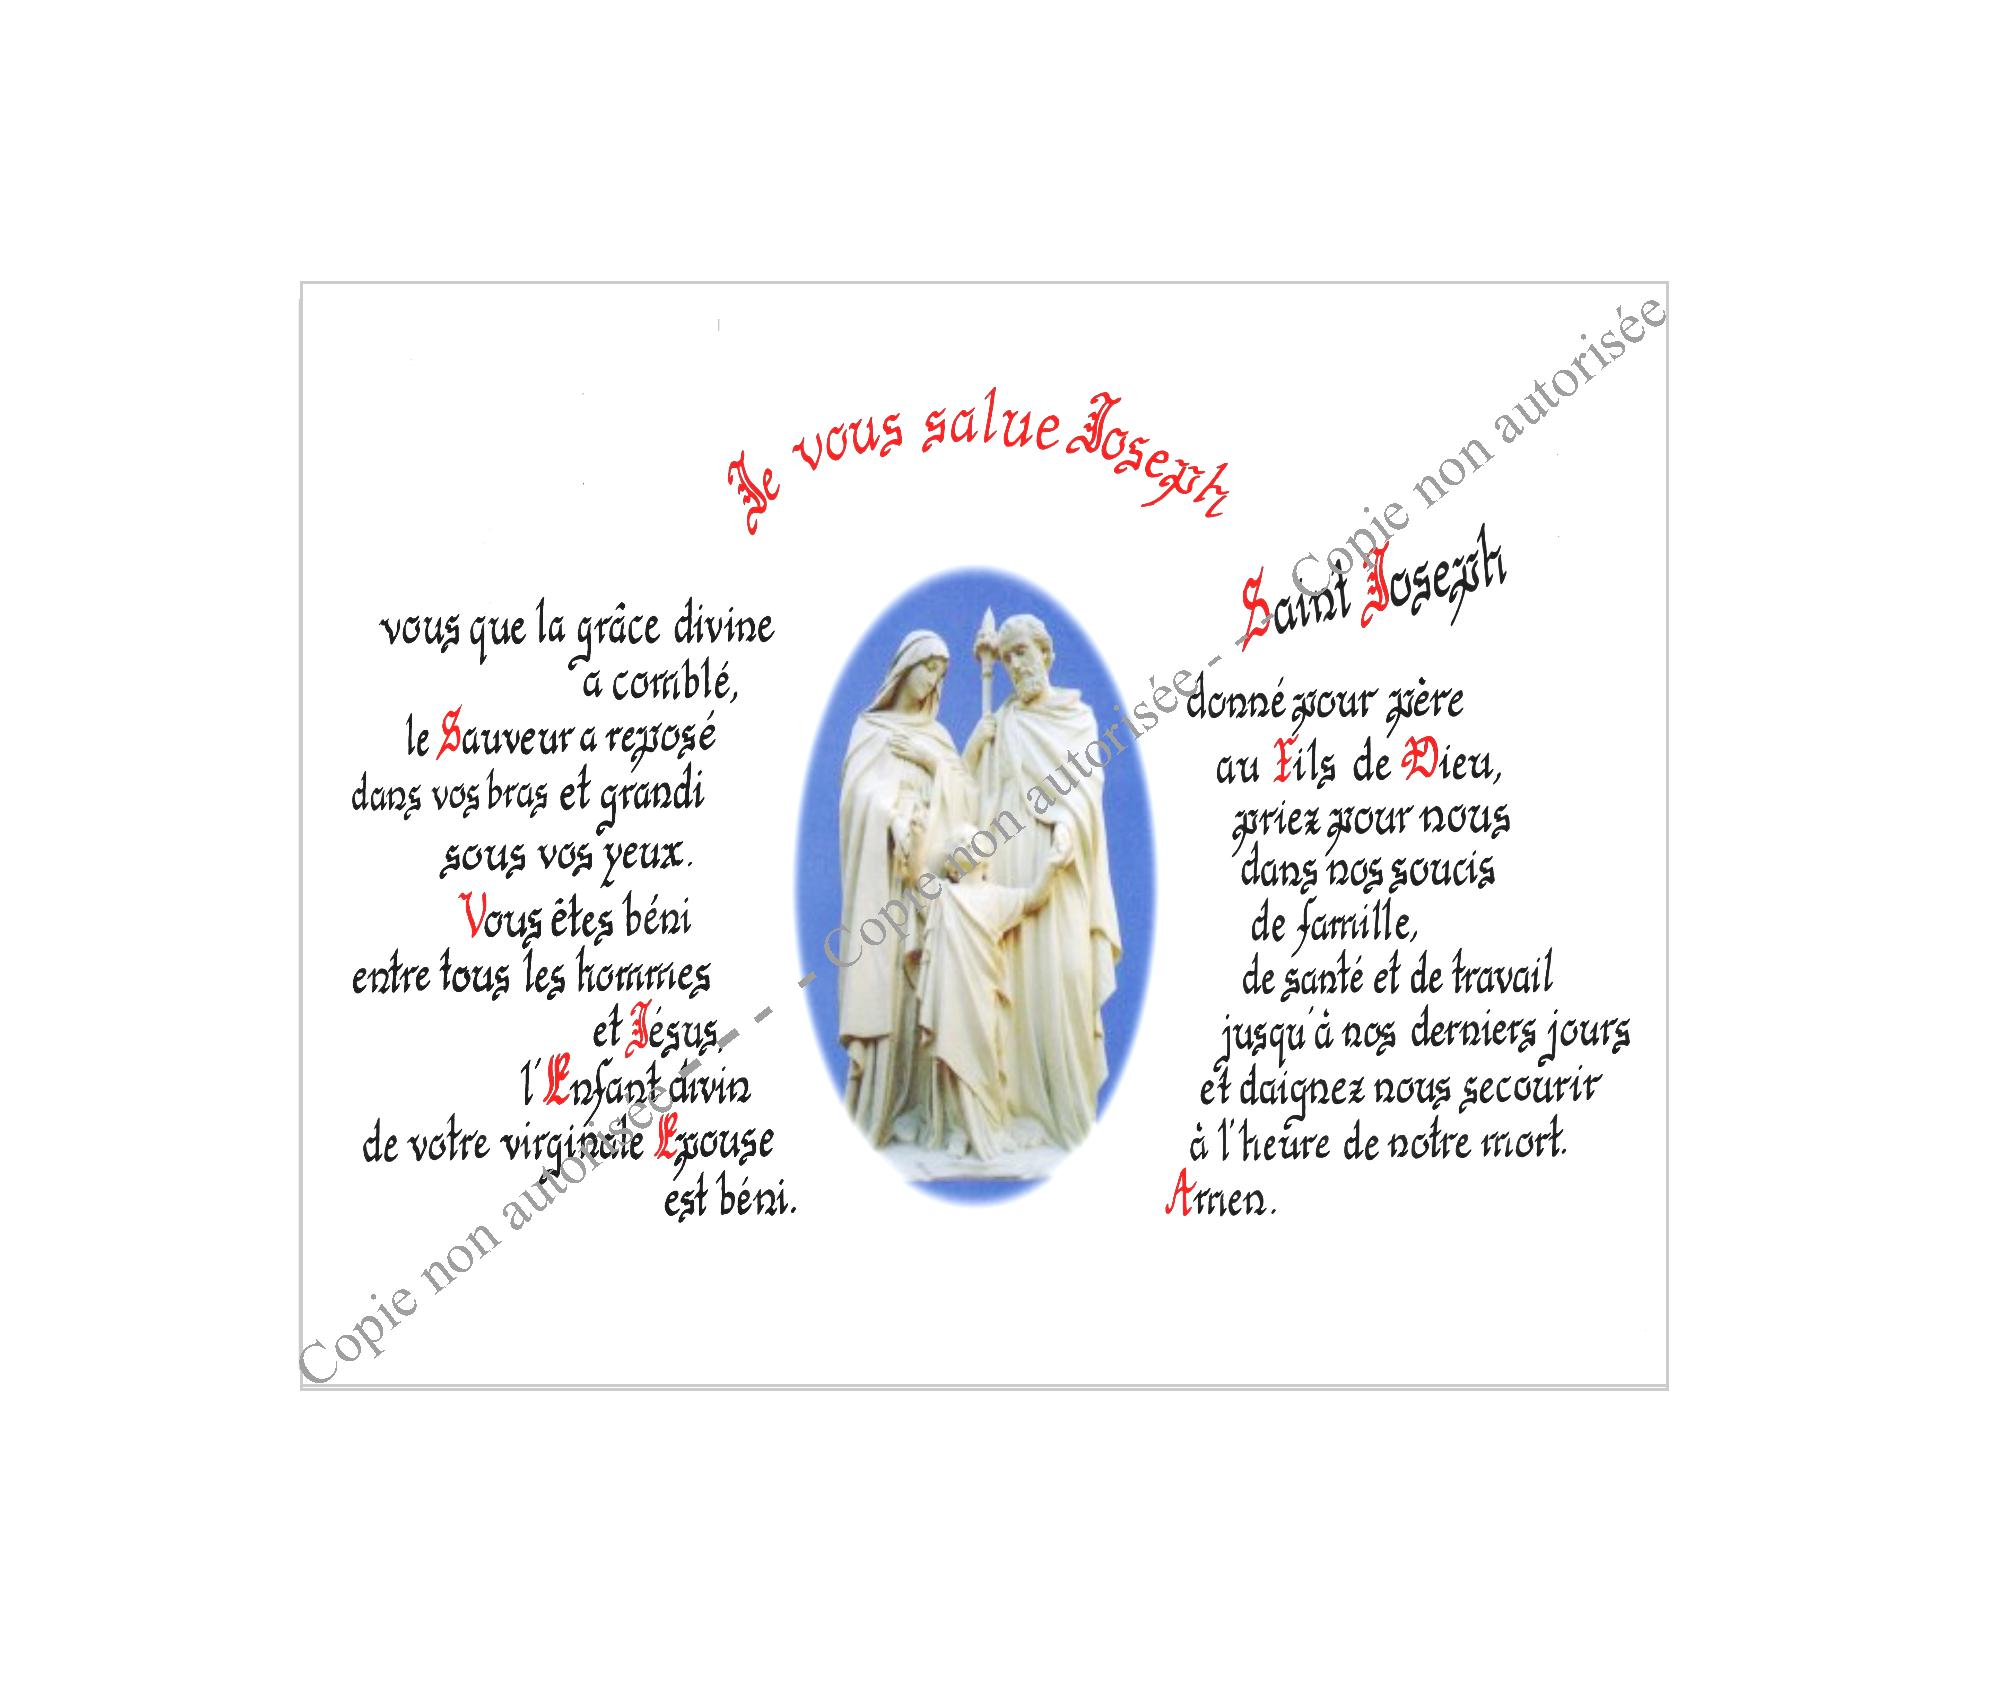 Je vous salue Joseph
vous que la grâce divine
a comblé,
le Sauveur a reposé
dans vos bras et grandi
sous vos yeux.
Vous êtes béni
entre tous les hommes
et Jésus,
l'Enfant divin
de votre virginale Epouse
est béni.
Saint Joseph
donné pour père
au Fils de Dieu,
priez pour nous
dans nos soucis
de famille,
de santé et de travail
jusqu'à nos derniers jours
et daignez nous secourir
à l'heure de notre mort.
Amen.
Copie non autorisée - - - - Copie non autorisée - - - Copie non autorisée